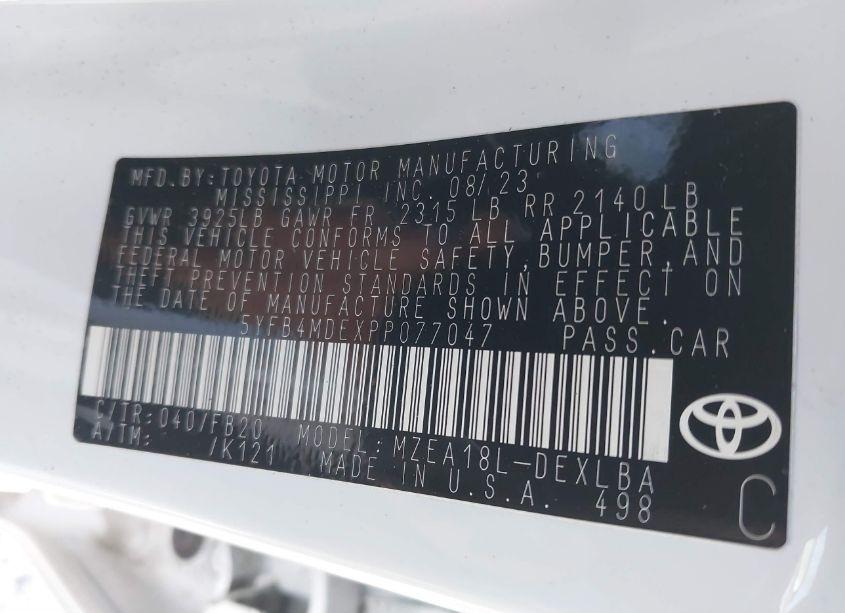 MFD.BY:TOYOTA MOTOR MANUFACTURING
MISSISSIPPI INC. 08/23
GVWR 3925LB GAWR FR 2315 LB RR 2140 LB
THIS VEHICLE CONFORMS TO ALL APPLICABLE
FEDERAL MOTOR VEHICLE SAFETY, BUMPER, AND
THEFT PREVENTION STANDARDS IN EFFECT ON
THE DATE OF MANUFACTURE SHOWN ABOVE.
5YFB4MDEXPP077047 PASS.CAR
C/TR:040/FB20 MODEL:MZEA18L-DEXLBA
A/TM: /K121 MADE IN U.S.A. 498
C